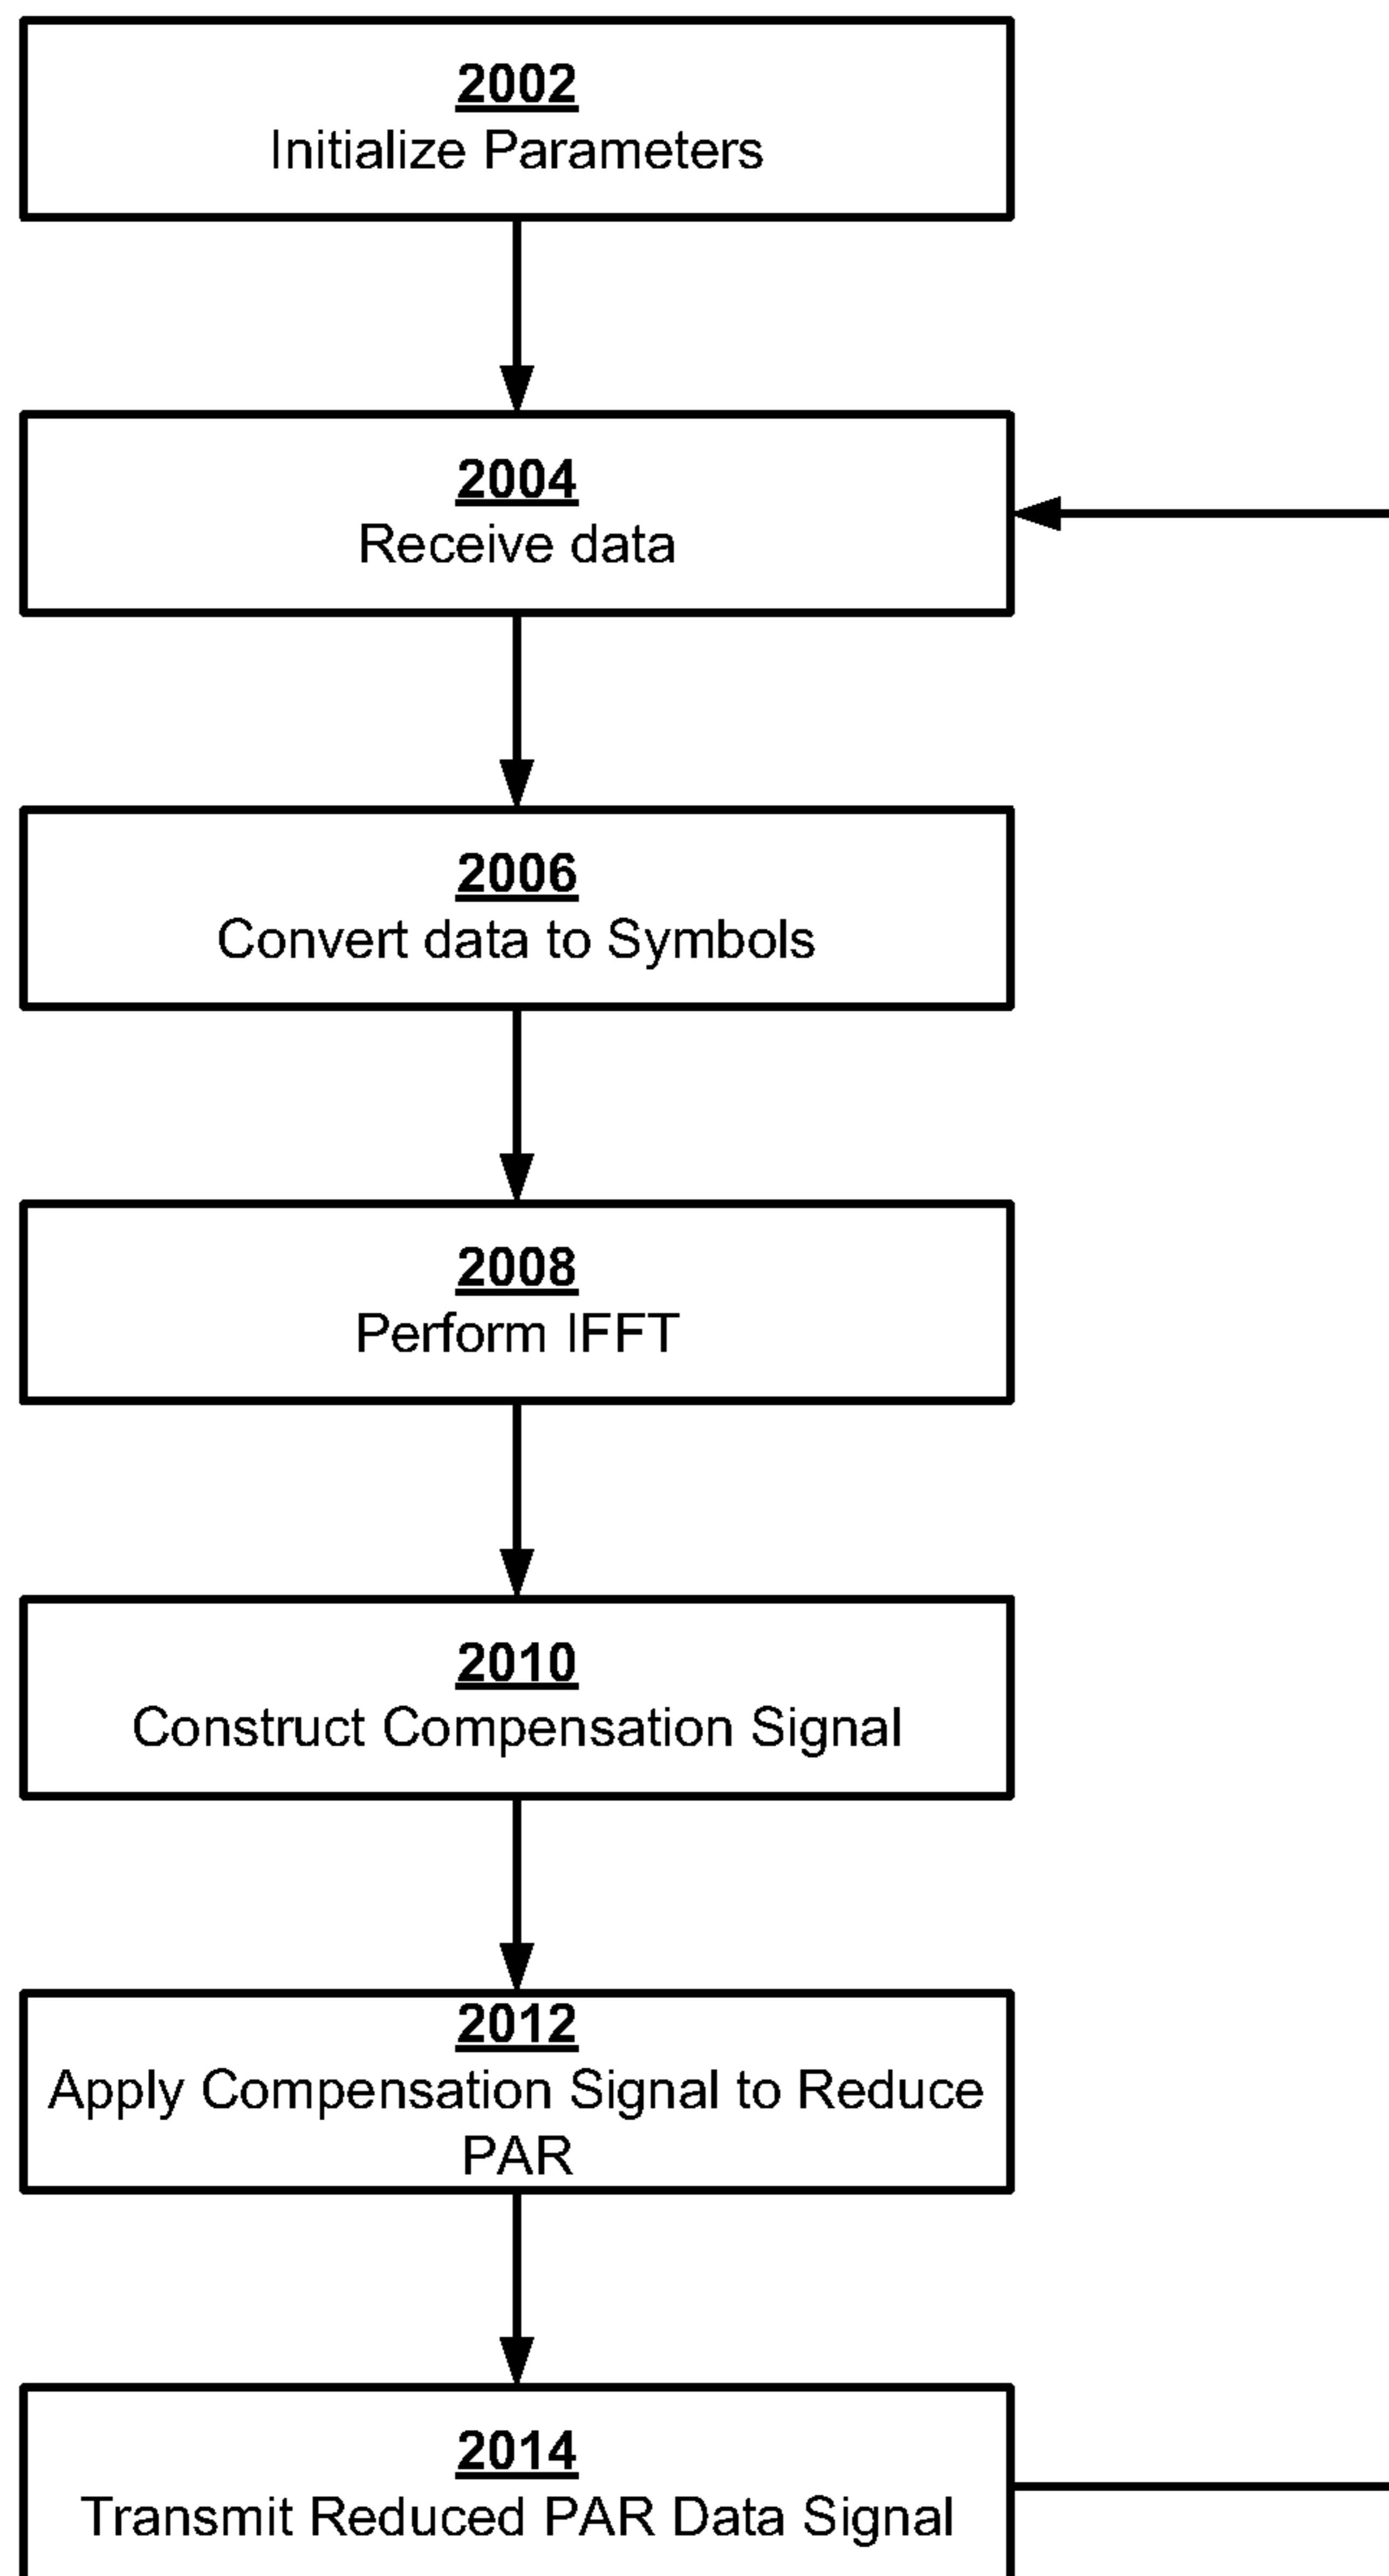 2002
Initialize Parameters
2004
Receive data
2006
Convert data to Symbols
2008
Perform IFFT
2010
Construct Compensation Signal
2012
Apply Compensation Signal to Reduce
PAR
2014
Transmit Reduced PAR Data Signal